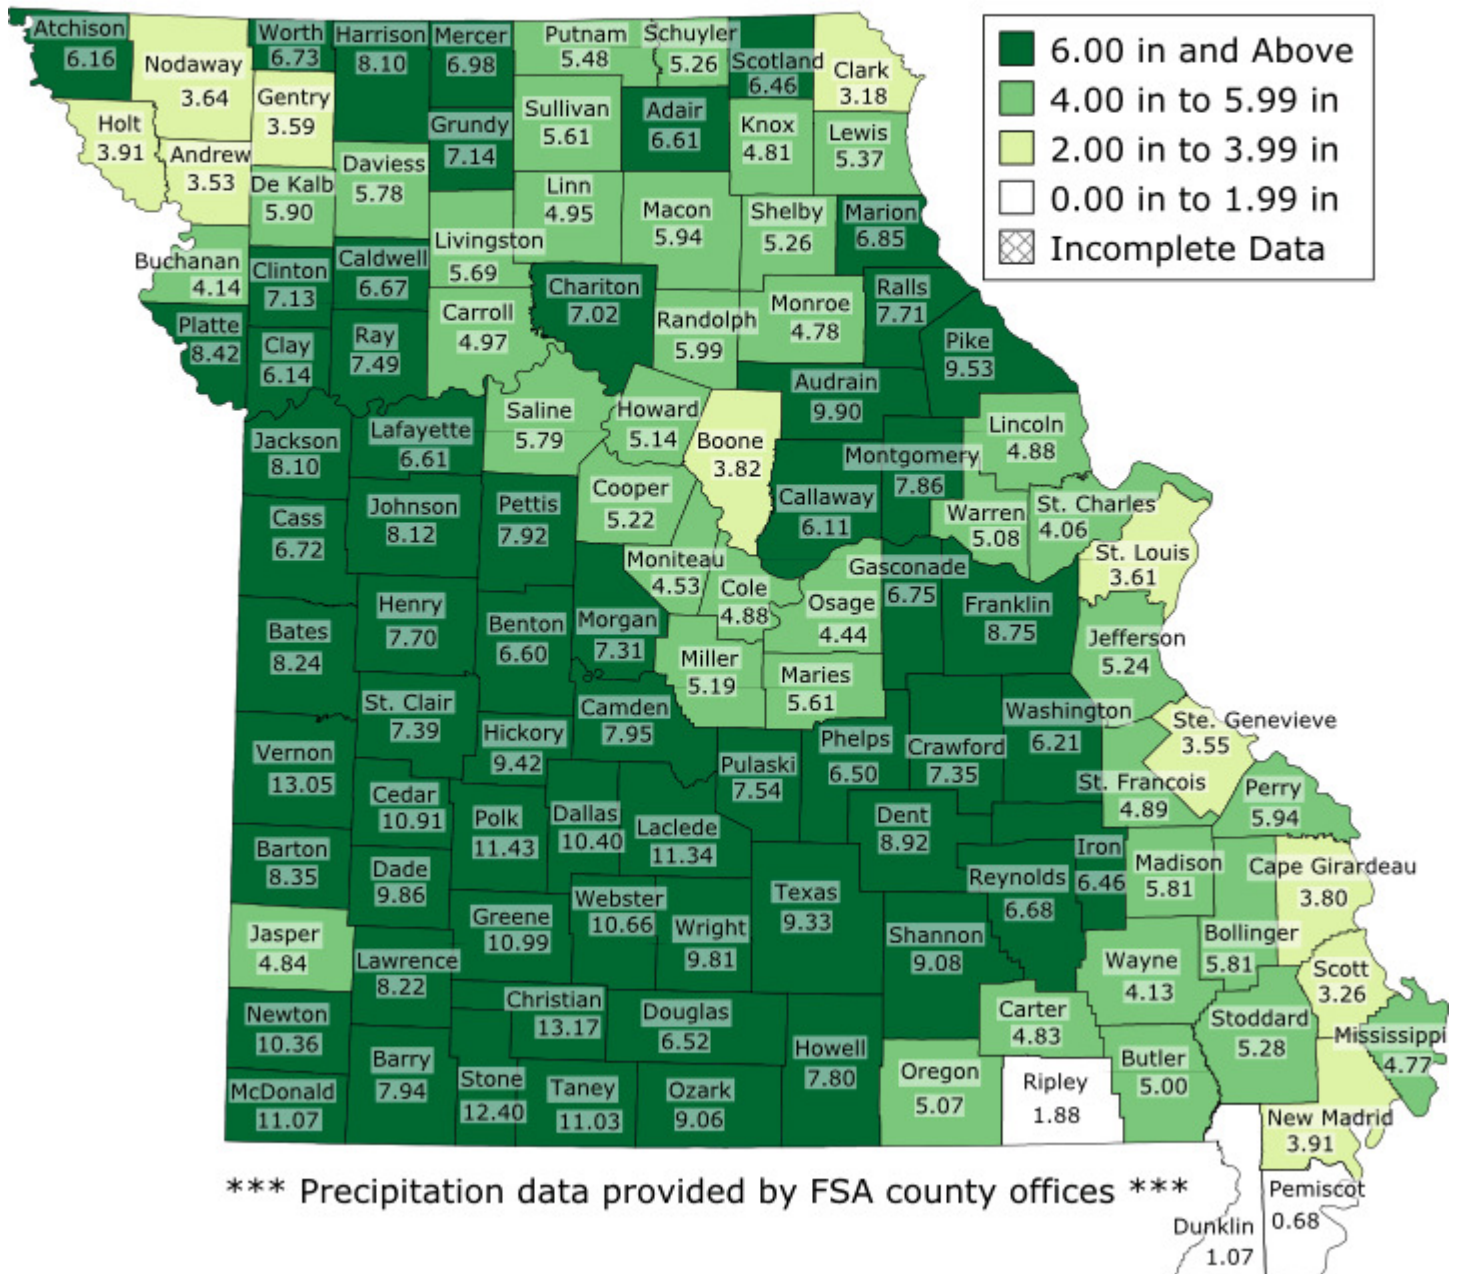 Atchison
6.16
Nodaway
3.64
Worth
6.73
Harrison
8.10
Mercer
6.98
Putnam
5.48
Schuyler
5.26
Scotland
6.46
Clark
3.18
6.00 in and Above
4.00 in to 5.99 in
2.00 in to 3.99 in
0.00 in to 1.99 in
Incomplete Data
Holt
3.91
Andrew
3.53
Gentry
3.59
Grundy
7.14
Sullivan
5.61
Adair
6.61
Knox
4.81
Lewis
5.37
De Kalb
5.90
Daviess
5.78
Linn
4.95
Macon
5.94
Shelby
5.26
Marion
6.85
Buchanan
4.14
Clinton
7.13
Caldwell
6.67
Livingston
5.69
Chariton
7.02
Randolph
5.99
Monroe
4.78
Ralls
7.71
Platte
8.42
Clay
6.14
Ray
7.49
Carroll
4.97
Pike
9.53
Audrain
9.90
Jackson
8.10
Lafayette
6.61
Saline
5.79
Howard
5.14
Boone
3.82
Callaway
6.11
Montgomery
7.86
Lincoln
4.88
Cass
6.72
Johnson
8.12
Pettis
7.92
Cooper
5.22
Warren
5.08
St. Charles
4.06
St. Louis
3.61
Moniteau
4.53
Cole
4.88
Osage
4.44
Gasconade
6.75
Franklin
8.75
Jefferson
5.24
Bates
8.24
Henry
7.70
Benton
6.60
Morgan
7.31
Miller
5.19
Maries
5.61
St. Clair
7.39
Hickory
9.42
Camden
7.95
Pulaski
7.54
Phelps
6.50
Crawford
7.35
Washington
6.21
Ste. Genevieve
3.55
St. Francois
4.89
Perry
5.94
Vernon
13.05
Cedar
10.91
Polk
11.43
Dallas
10.40
Laclede
11.34
Dent
8.92
Iron
6.46
Madison
5.81
Cape Girardeau
3.80
Barton
8.35
Dade
9.86
Greene
10.99
Webster
10.66
Wright
9.81
Texas
9.33
Reynolds
6.68
Shannon
9.08
Bollinger
5.81
Wayne
4.13
Scott
3.26
Jasper
4.84
Lawrence
8.22
Christian
13.17
Douglas
6.52
Carter
4.83
Stoddard
5.28
Mississippi
4.77
Newton
10.36
Barry
7.94
Stone
12.40
Taney
11.03
Ozark
9.06
Howell
7.80
Oregon
5.07
Ripley
1.88
Butler
5.00
New Madrid
3.91
McDonald
11.07
*** Precipitation data provided by FSA county offices ***
Pemiscot
0.68
Dunklin
1.07